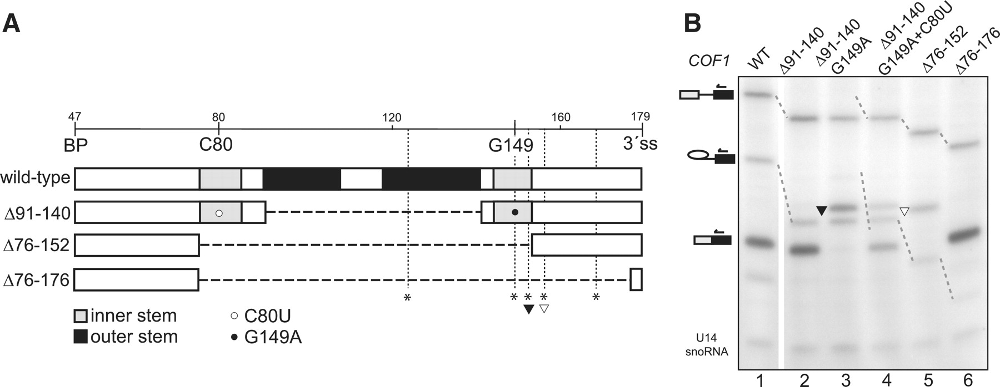 A
47 80 120 160 179
BP C80 G149 3´ss
wild-type
Δ91-140
Δ76-152
Δ76-176
* * * * *
inner stem
outer stem
C80U
G149A
B
COF1
WT
Δ91-140
Δ91-140
G149A
Δ91-140
G149A+C80U
Δ76-152
Δ76-176
U14
snoRNA
1 2 3 4 5 6